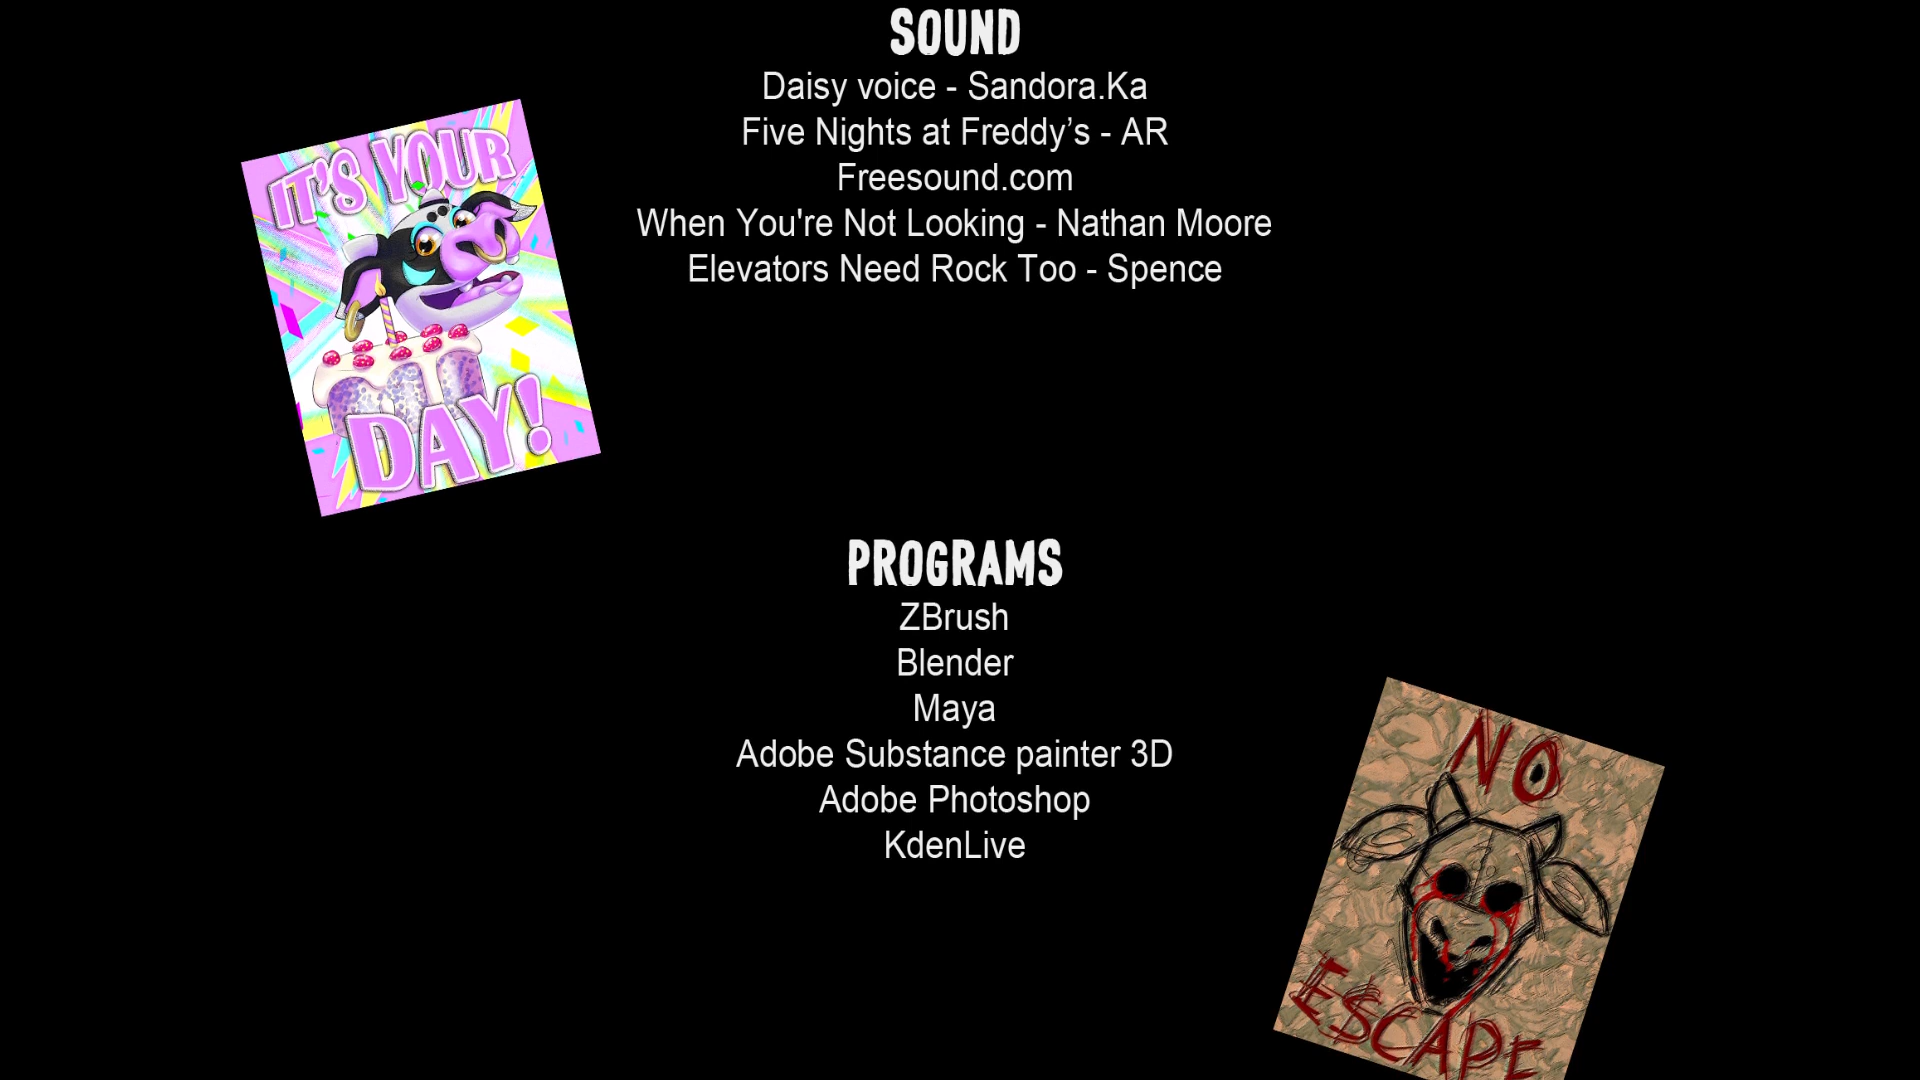 SOUND
Daisy voice - Sandora.Ka
Five Nights at Freddy’s - AR
Freesound.com
When You're Not Looking - Nathan Moore
Elevators Need Rock Too - Spence
IT'S YOUR
DAY!
PROGRAMS
ZBrush
Blender
Maya
Adobe Substance painter 3D
Adobe Photoshop
KdenLive
NO
ESCAPE